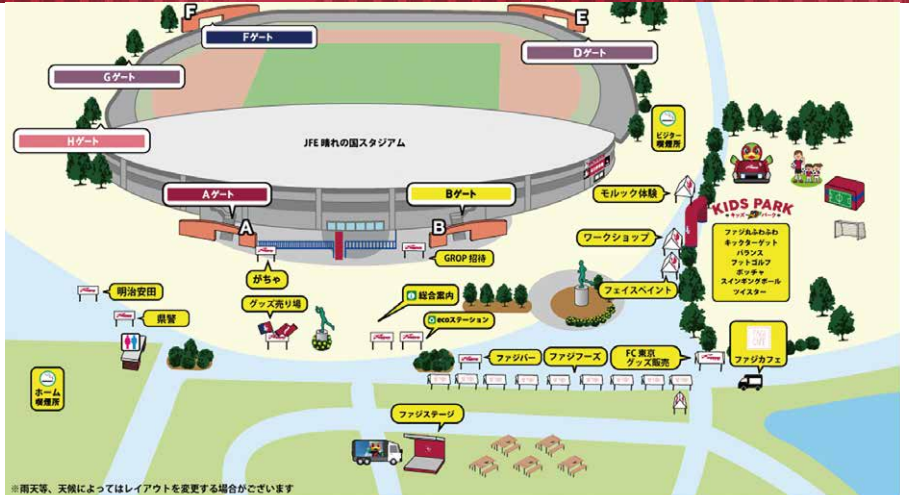 F
E
Fゲート
Dゲート
Gゲート
Hゲート
JFE 晴れの国スタジアム
ビジター
喫煙所
Aゲート
Bゲート
A
B
モルック体験
KIDS PARK
キッズパーク
ファジ丸ふわふわ
キックターゲット
バランス
フットゴルフ
ボッチャ
スインギングボール
ツイスター
ワークショップ
GROP 招待
がちゃ
フェイスペイント
明治安田
グッズ売り場
総合案内
県警
ecoステーション
ファジバー
ファジフーズ
FC東京
グッズ販売
ファジカフェ
ホーム
喫煙所
ファジステージ
※雨天等、天候によってはレイアウトを変更する場合がございます